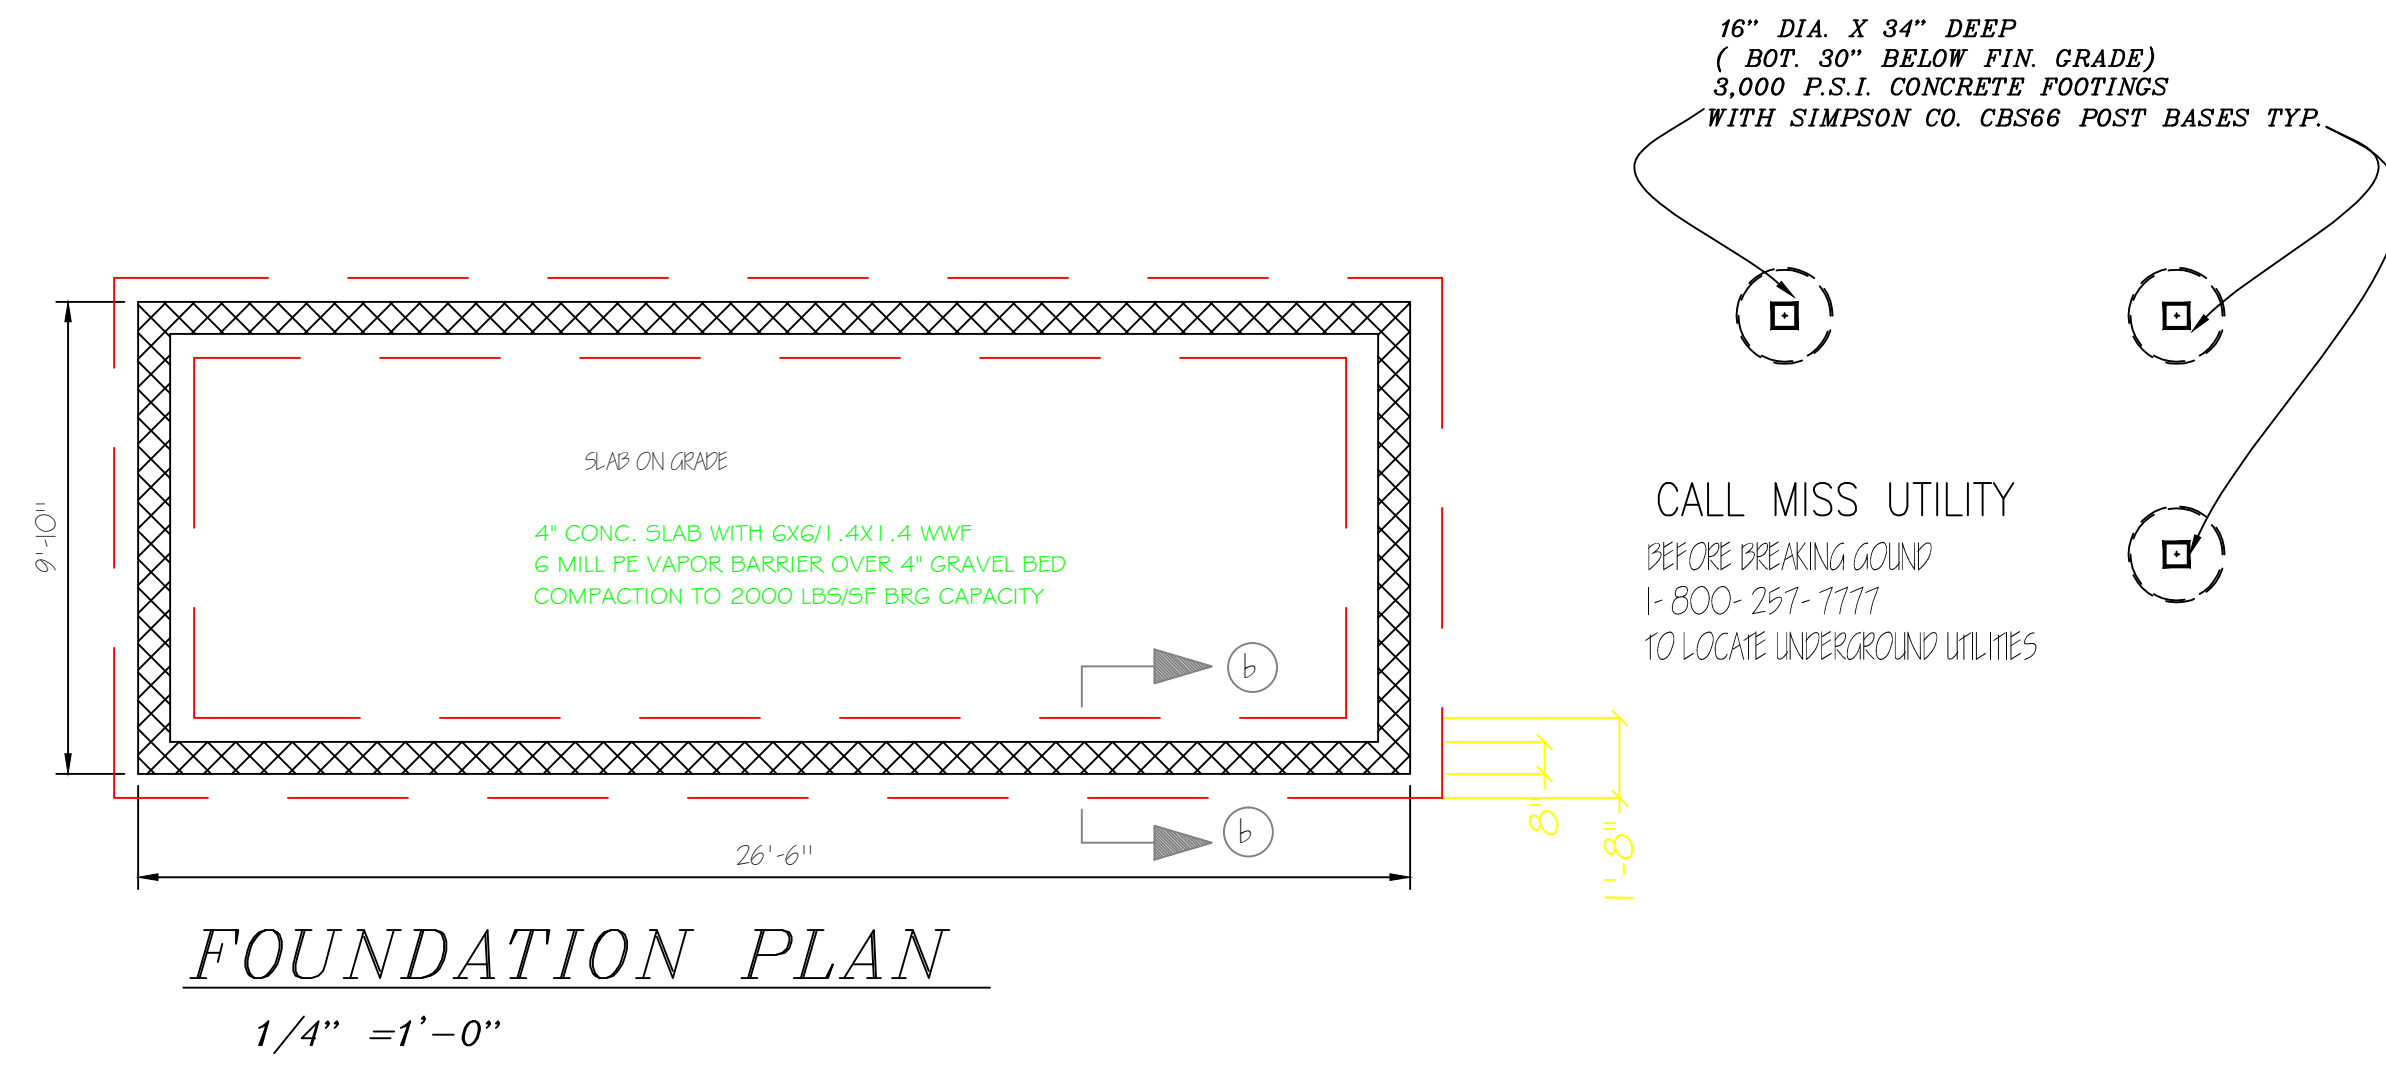 16" DIA. X 34" DEEP
( BOT. 30" BELOW FIN. GRADE)
3,000 P.S.I. CONCRETE FOOTINGS
WITH SIMPSON CO. CBS66 POST BASES TYP.
9'-10"
SLAB ON GRADE
4" CONC. SLAB WITH 6X6/1.4X1.4 WWF
6 MILL PE VAPOR BARRIER OVER 4" GRAVEL BED
COMPACTION TO 2000 LBS/SF BRG CAPACITY
CALL MISS UTILITY
BEFORE BREAKING GOUND
1-800-257-7777
TO LOCATE UNDERGROUND UTILITIES
b
b
8"
1'-8"
26'-6"
FOUNDATION PLAN
1/4" =1'-0"